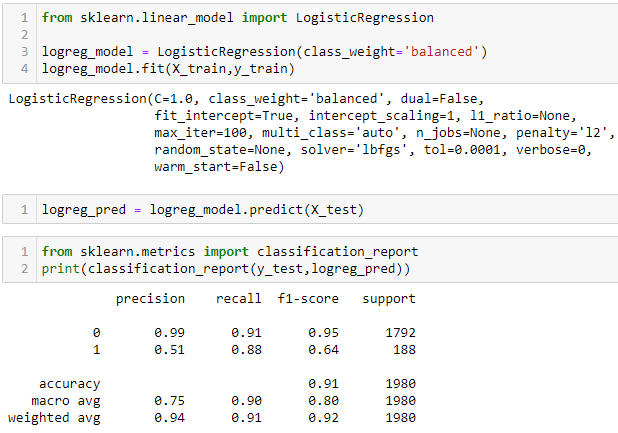 1 from sklearn.linear_model import LogisticRegression
2
3 logreg_model = LogisticRegression(class_weight='balanced')
4 logreg_model.fit(X_train,y_train)
LogisticRegression(C=1.0, class_weight='balanced', dual=False,
fit_intercept=True, intercept_scaling=1, l1_ratio=None,
max_iter=100, multi_class='auto', n_jobs=None, penalty='l2',
random_state=None, solver='lbfgs', tol=0.0001, verbose=0,
warm_start=False)
1 logreg_pred = logreg_model.predict(X_test)
1 from sklearn.metrics import classification_report
2 print(classification_report(y_test,logreg_pred))
precision recall f1-score support
0 0.99 0.91 0.95 1792
1 0.51 0.88 0.64 188
accuracy 0.91 1980
macro avg 0.75 0.90 0.80 1980
weighted avg 0.94 0.91 0.92 1980